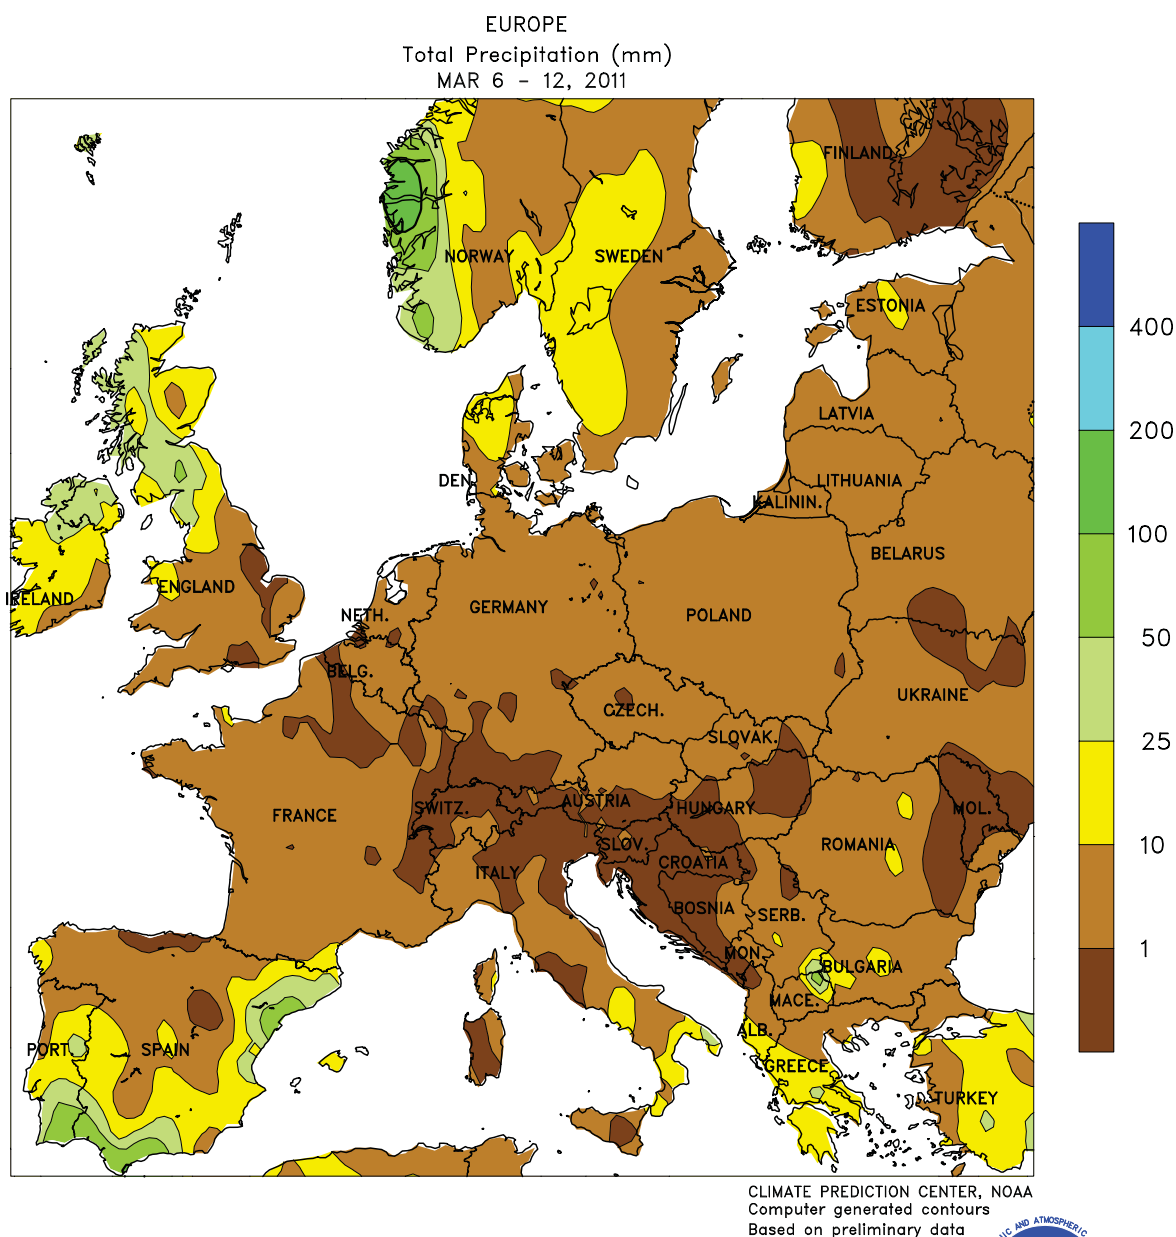 EUROPE
Total Precipitation (mm)
MAR 6 - 12, 2011
FINLAND
NORWAY
SWEDEN
ESTONIA
400
LATVIA
200
DEN.
LITHUANIA
KALININ.
100
BELARUS
IRELAND
ENGLAND
NETH.
GERMANY
POLAND
50
BELG.
UKRAINE
CZECH.
SLOVAK.
25
FRANCE
SWITZ.
AUSTRIA
HUNGARY
MOL.
ITALY
SLOV.
CROATIA
ROMANIA
10
BOSNIA
SERB.
MON.
BULGARIA
1
MACE.
PORT.
SPAIN
ALB.
GREECE
TURKEY
CLIMATE PREDICTION CENTER, NOAA
Computer generated contours
Based on preliminary data
AND ATMOSPHERIC